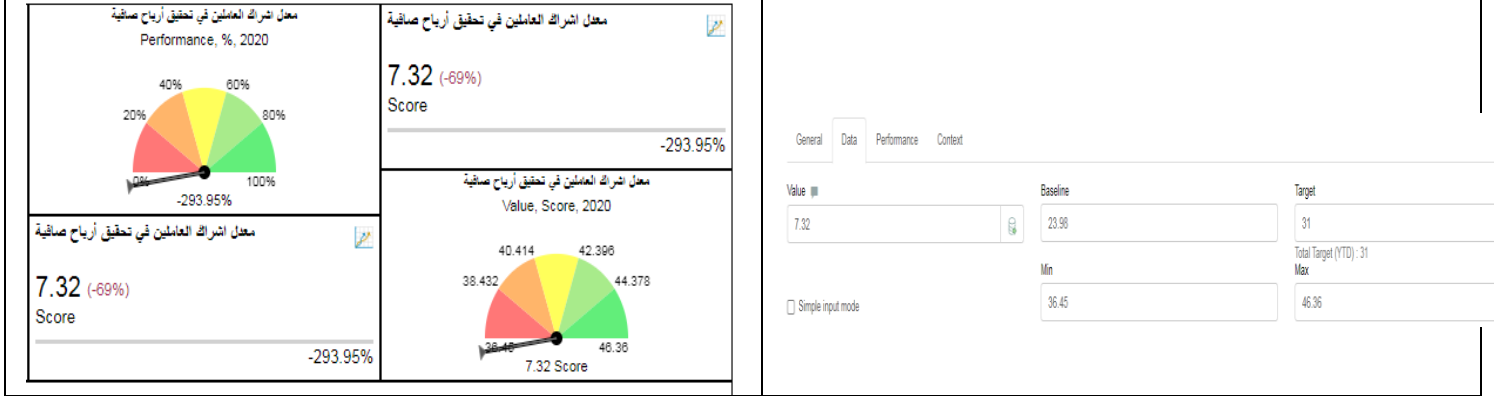 معدل اشراك العاملين في تحقيق أرباح صافية
Performance, %, 2020
40%
60%
20%
80%
0%
100%
-293.95%
معدل اشراك العاملين في تحقيق أرباح صافية
7.32 (-69%)
Score
-293.95%
معدل اشراك العاملين في تحقيق أرباح صافية
7.32 (-69%)
Score
-293.95%
معدل اشراك العاملين في تحقيق أرباح صافية
Value, Score, 2020
40.414
42.396
38.432
44.378
36.45
46.36
7.32 Score
General Data Performance Context
Value Baseline Target
7.32 23.98 31
Total Target (YTD) : 31
Min Max
Simple input mode 36.45 46.36